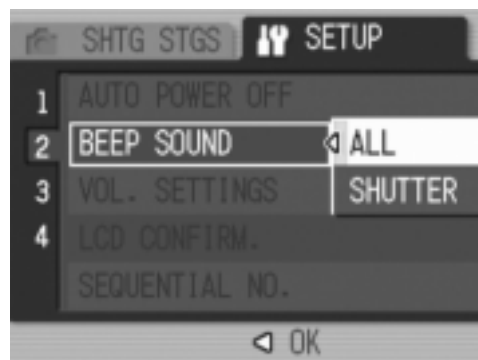 SHTG STGS SETUP
1 AUTO POWER OFF
2 BEEP SOUND ALL
3 VOL. SETTINGS SHUTTER
4 LCD CONFIRM.
SEQUENTIAL NO.
OK